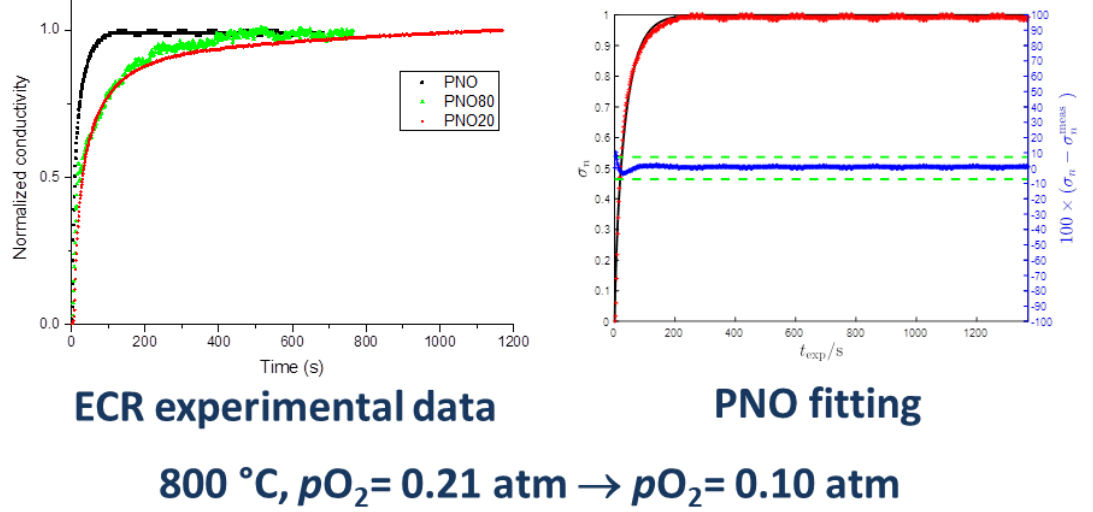 Normalized conductivity
1.0
0.5
0.0
0 200 400 600 800 1000 1200
Time (s)
PNO
PNO80
PNO20
σn
1
0.9
0.8
0.7
0.6
0.5
0.4
0.3
0.2
0.1
0
0 200 400 600 800 1000 1200
texp/s
100
90
80
70
60
50
40
30
20
10
0
-10
-20
-30
-40
-50
-60
-70
-80
-90
-100
100 × (σn − σn^meas)
ECR experimental data
PNO fitting
800 °C, pO₂= 0.21 atm → pO₂= 0.10 atm